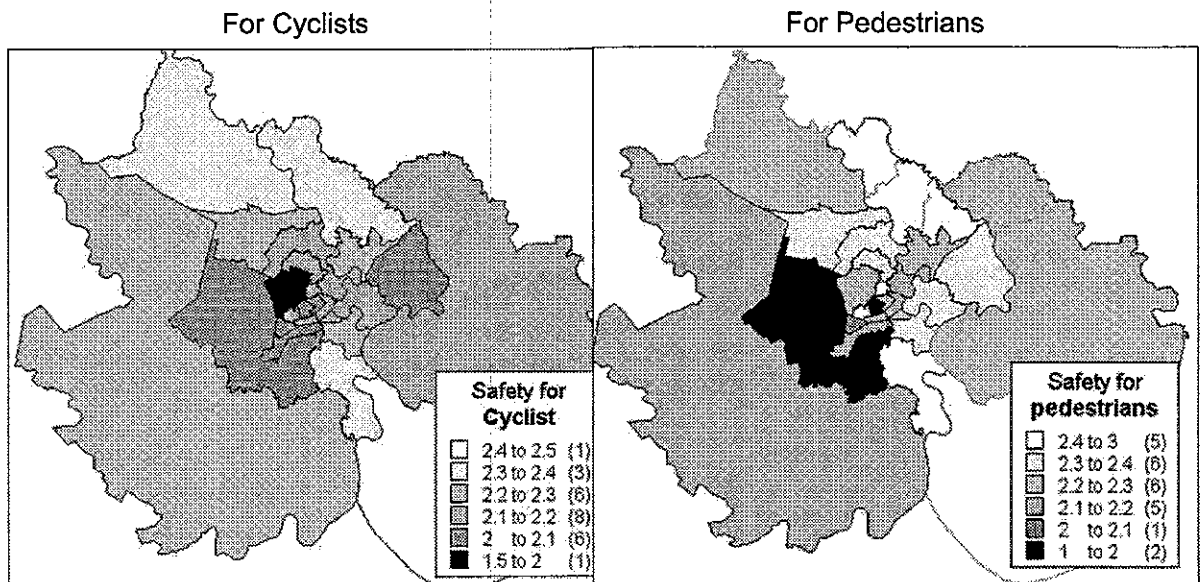 For Cyclists
For Pedestrians
Safety for
Cyclist
2.4 to 2.5 (1)
2.3 to 2.4 (3)
2.2 to 2.3 (6)
2.1 to 2.2 (8)
2 to 2.1 (6)
1.5 to 2 (1)
Safety for
pedestrians
2.4 to 3 (5)
2.3 to 2.4 (6)
2.2 to 2.3 (6)
2.1 to 2.2 (5)
2 to 2.1 (1)
1 to 2 (2)